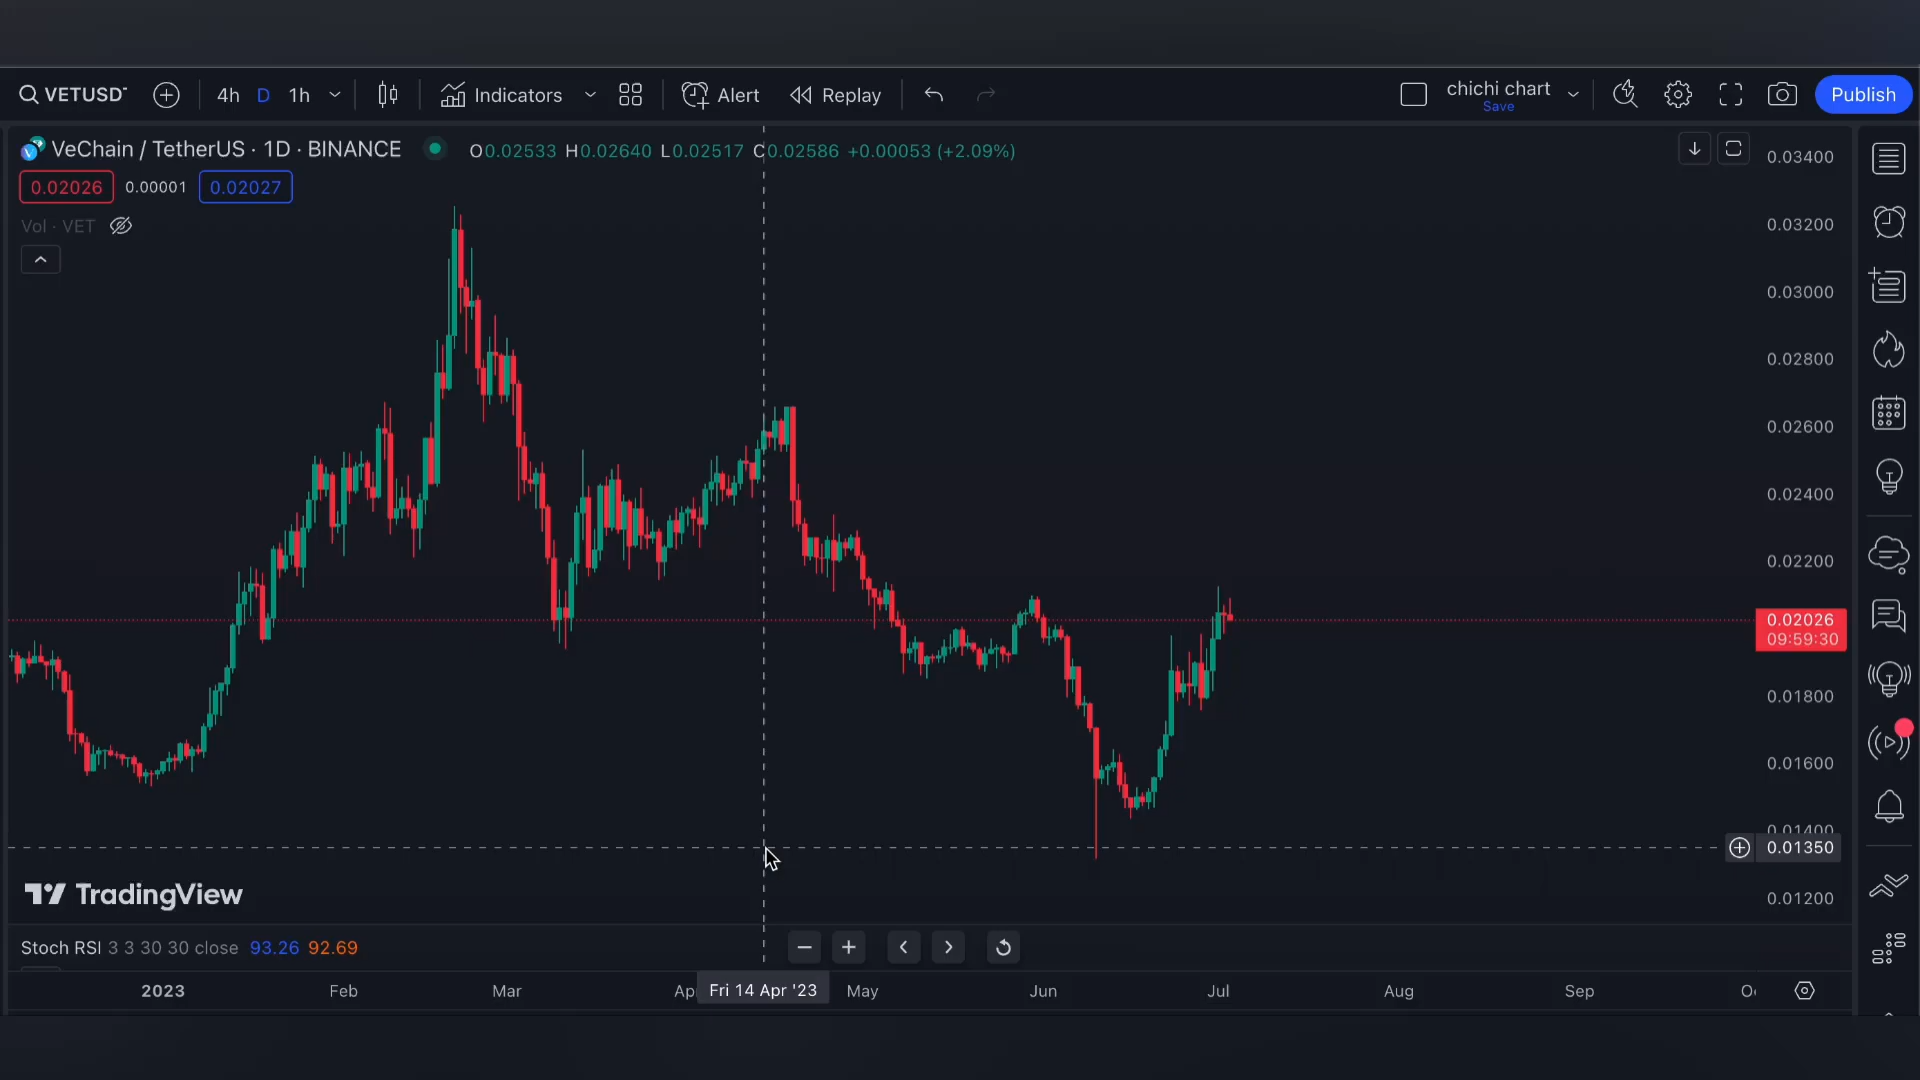 VETUSD
4h D 1h
Indicators
Alert
Replay
chichi chart
Save
Publish
VeChain / TetherUS · 1D · BINANCE
O0.02533 H0.02640 L0.02517 C0.02586 +0.00053 (+2.09%)
0.02026 0.00001 0.02027
Vol · VET
0.03400
0.03200
0.03000
0.02800
0.02600
0.02400
0.02200
0.02026
09:59:30
0.01800
0.01600
0.01400
0.01350
0.01200
TradingView
Stoch RSI 3 3 30 30 close 93.26 92.69
2023 Feb Mar Ap Fri 14 Apr '23 May Jun Jul Aug Sep